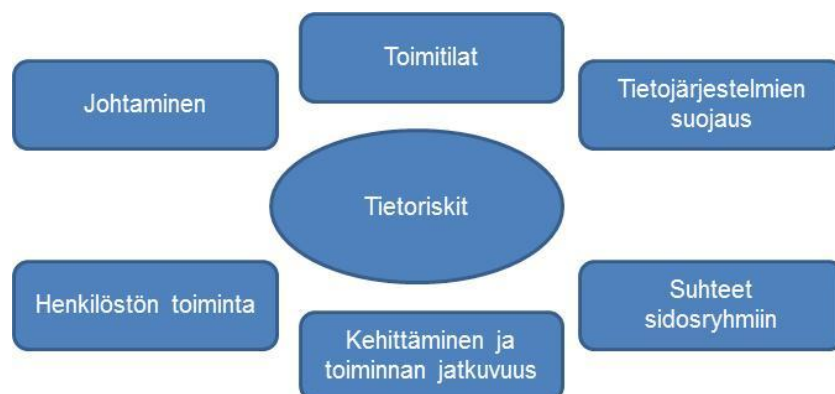 Toimitilat
Johtaminen
Tietojärjestelmien
suojaus
Tietoriskit
Henkilöstön toiminta
Suhteet
sidosryhmiin
Kehittäminen ja
toiminnan jatkuvuus